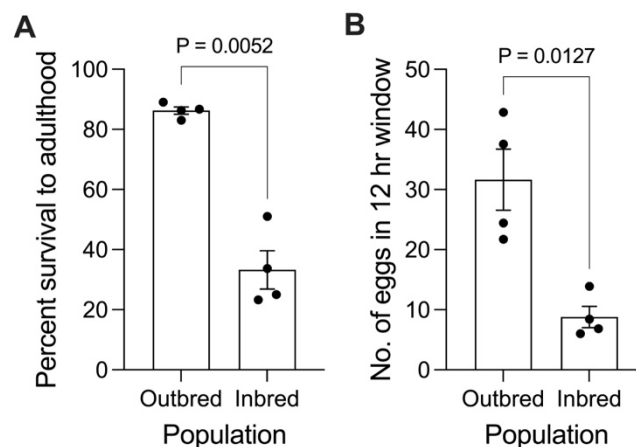 A
P = 0.0052
Percent survival to adulthood
100
80
60
40
20
0
Outbred Inbred
Population
B
P = 0.0127
No. of eggs in 12 hr window
50
40
30
20
10
0
Outbred Inbred
Population